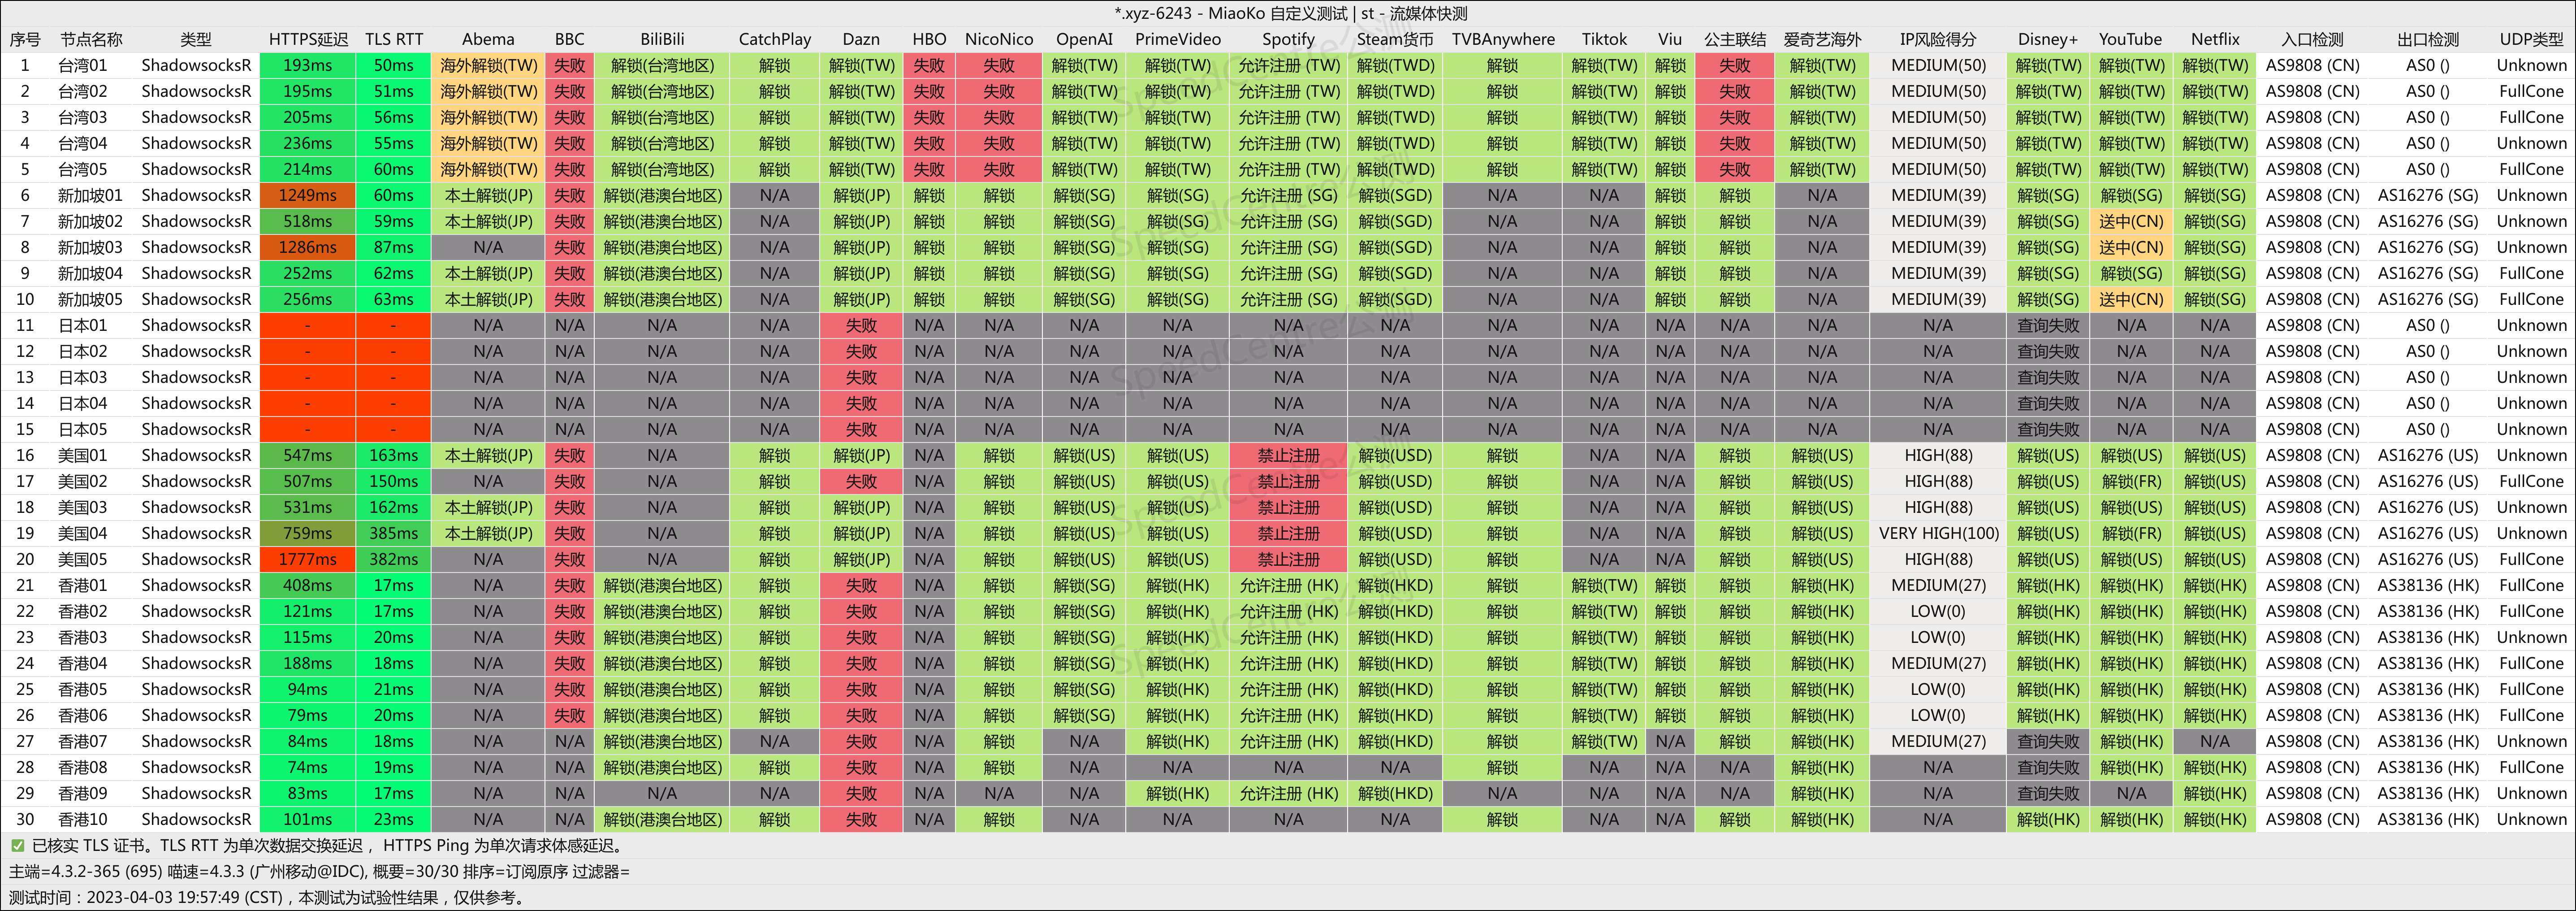 *.xyz-6243 - MiaoKo 自定义测试 | st - 流媒体快测
序号 节点名称 类型 HTTPS延迟 TLS RTT Abema BBC BiliBili CatchPlay Dazn HBO NicoNico OpenAI PrimeVideo Spotify Steam货币 TVBAnywhere Tiktok Viu 公主联结 爱奇艺海外 IP风险得分 Disney+ YouTube Netflix 入口检测 出口检测 UDP类型
1 台湾01 ShadowsocksR 193ms 50ms 海外解锁(TW) 失败 解锁(台湾地区) 解锁 解锁(TW) 失败 失败 解锁(TW) 解锁(TW) 允许注册 (TW) 解锁(TWD) 解锁 解锁(TW) 解锁 失败 解锁(TW) MEDIUM(50) 解锁(TW) 解锁(TW) 解锁(TW) AS9808 (CN) AS0 () Unknown
2 台湾02 ShadowsocksR 195ms 51ms 海外解锁(TW) 失败 解锁(台湾地区) 解锁 解锁(TW) 失败 失败 解锁(TW) 解锁(TW) 允许注册 (TW) 解锁(TWD) 解锁 解锁(TW) 解锁 失败 解锁(TW) MEDIUM(50) 解锁(TW) 解锁(TW) 解锁(TW) AS9808 (CN) AS0 () FullCone
3 台湾03 ShadowsocksR 205ms 56ms 海外解锁(TW) 失败 解锁(台湾地区) 解锁 解锁(TW) 失败 失败 解锁(TW) 解锁(TW) 允许注册 (TW) 解锁(TWD) 解锁 解锁(TW) 解锁 失败 解锁(TW) MEDIUM(50) 解锁(TW) 解锁(TW) 解锁(TW) AS9808 (CN) AS0 () FullCone
4 台湾04 ShadowsocksR 236ms 55ms 海外解锁(TW) 失败 解锁(台湾地区) 解锁 解锁(TW) 失败 失败 解锁(TW) 解锁(TW) 允许注册 (TW) 解锁(TWD) 解锁 解锁(TW) 解锁 失败 解锁(TW) MEDIUM(50) 解锁(TW) 解锁(TW) 解锁(TW) AS9808 (CN) AS0 () Unknown
5 台湾05 ShadowsocksR 214ms 60ms 海外解锁(TW) 失败 解锁(台湾地区) 解锁 解锁(TW) 失败 失败 解锁(TW) 解锁(TW) 允许注册 (TW) 解锁(TWD) 解锁 解锁(TW) 解锁 失败 解锁(TW) MEDIUM(50) 解锁(TW) 解锁(TW) 解锁(TW) AS9808 (CN) AS0 () FullCone
6 新加坡01 ShadowsocksR 1249ms 60ms 本土解锁(JP) 失败 解锁(港澳台地区) N/A 解锁(JP) 解锁 解锁 解锁(SG) 解锁(SG) 允许注册 (SG) 解锁(SGD) N/A N/A 解锁 解锁 N/A MEDIUM(39) 解锁(SG) 解锁(SG) 解锁(SG) AS9808 (CN) AS16276 (SG) Unknown
7 新加坡02 ShadowsocksR 518ms 59ms 本土解锁(JP) 失败 解锁(港澳台地区) N/A 解锁(JP) 解锁 解锁 解锁(SG) 解锁(SG) 允许注册 (SG) 解锁(SGD) N/A N/A 解锁 解锁 N/A MEDIUM(39) 解锁(SG) 送中(CN) 解锁(SG) AS9808 (CN) AS16276 (SG) Unknown
8 新加坡03 ShadowsocksR 1286ms 87ms N/A 失败 解锁(港澳台地区) N/A 解锁(JP) 解锁 解锁 解锁(SG) 解锁(SG) 允许注册 (SG) 解锁(SGD) N/A N/A 解锁 解锁 N/A MEDIUM(39) 解锁(SG) 送中(CN) 解锁(SG) AS9808 (CN) AS16276 (SG) Unknown
9 新加坡04 ShadowsocksR 252ms 62ms 本土解锁(JP) 失败 解锁(港澳台地区) N/A 解锁(JP) 解锁 解锁 解锁(SG) 解锁(SG) 允许注册 (SG) 解锁(SGD) N/A N/A 解锁 解锁 N/A MEDIUM(39) 解锁(SG) 解锁(SG) 解锁(SG) AS9808 (CN) AS16276 (SG) FullCone
10 新加坡05 ShadowsocksR 256ms 63ms 本土解锁(JP) 失败 解锁(港澳台地区) N/A 解锁(JP) 解锁 解锁 解锁(SG) 解锁(SG) 允许注册 (SG) 解锁(SGD) N/A N/A 解锁 解锁 N/A MEDIUM(39) 解锁(SG) 送中(CN) 解锁(SG) AS9808 (CN) AS16276 (SG) FullCone
11 日本01 ShadowsocksR - - N/A N/A N/A N/A 失败 N/A N/A N/A N/A N/A N/A N/A N/A N/A N/A N/A N/A 查询失败 N/A N/A AS9808 (CN) AS0 () Unknown
12 日本02 ShadowsocksR - - N/A N/A N/A N/A 失败 N/A N/A N/A N/A N/A N/A N/A N/A N/A N/A N/A N/A 查询失败 N/A N/A AS9808 (CN) AS0 () Unknown
13 日本03 ShadowsocksR - - N/A N/A N/A N/A 失败 N/A N/A N/A N/A N/A N/A N/A N/A N/A N/A N/A N/A 查询失败 N/A N/A AS9808 (CN) AS0 () Unknown
14 日本04 ShadowsocksR - - N/A N/A N/A N/A 失败 N/A N/A N/A N/A N/A N/A N/A N/A N/A N/A N/A N/A 查询失败 N/A N/A AS9808 (CN) AS0 () Unknown
15 日本05 ShadowsocksR - - N/A N/A N/A N/A 失败 N/A N/A N/A N/A N/A N/A N/A N/A N/A N/A N/A N/A 查询失败 N/A N/A AS9808 (CN) AS0 () Unknown
16 美国01 ShadowsocksR 547ms 163ms 本土解锁(JP) 失败 N/A 解锁 解锁(JP) N/A 解锁 解锁(US) 解锁(US) 禁止注册 解锁(USD) 解锁 N/A N/A 解锁 解锁(US) HIGH(88) 解锁(US) 解锁(US) 解锁(US) AS9808 (CN) AS16276 (US) Unknown
17 美国02 ShadowsocksR 507ms 150ms N/A 失败 N/A 解锁 失败 N/A 解锁 解锁(US) 解锁(US) 禁止注册 解锁(USD) 解锁 N/A N/A 解锁 解锁(US) HIGH(88) 解锁(US) 解锁(FR) 解锁(US) AS9808 (CN) AS16276 (US) FullCone
18 美国03 ShadowsocksR 531ms 162ms 本土解锁(JP) 失败 N/A 解锁 解锁(JP) N/A 解锁 解锁(US) 解锁(US) 禁止注册 解锁(USD) 解锁 N/A N/A 解锁 解锁(US) HIGH(88) 解锁(US) 解锁(US) 解锁(US) AS9808 (CN) AS16276 (US) Unknown
19 美国04 ShadowsocksR 759ms 385ms 本土解锁(JP) 失败 N/A 解锁 解锁(JP) N/A 解锁 解锁(US) 解锁(US) 禁止注册 解锁(USD) 解锁 N/A N/A 解锁 解锁(US) VERY HIGH(100) 解锁(US) 解锁(FR) 解锁(US) AS9808 (CN) AS16276 (US) Unknown
20 美国05 ShadowsocksR 1777ms 382ms N/A 失败 N/A 解锁 解锁(JP) N/A 解锁 解锁(US) 解锁(US) 禁止注册 解锁(USD) 解锁 N/A N/A 解锁 解锁(US) HIGH(88) 解锁(US) 解锁(US) 解锁(US) AS9808 (CN) AS16276 (US) FullCone
21 香港01 ShadowsocksR 408ms 17ms N/A 失败 解锁(港澳台地区) 解锁 失败 N/A 解锁 解锁(SG) 解锁(HK) 允许注册 (HK) 解锁(HKD) 解锁 解锁(TW) 解锁 解锁 解锁(HK) MEDIUM(27) 解锁(HK) 解锁(HK) 解锁(HK) AS9808 (CN) AS38136 (HK) FullCone
22 香港02 ShadowsocksR 121ms 17ms N/A 失败 解锁(港澳台地区) 解锁 失败 N/A 解锁 解锁(SG) 解锁(HK) 允许注册 (HK) 解锁(HKD) 解锁 解锁(TW) 解锁 解锁 解锁(HK) LOW(0) 解锁(HK) 解锁(HK) 解锁(HK) AS9808 (CN) AS38136 (HK) FullCone
23 香港03 ShadowsocksR 115ms 20ms N/A 失败 解锁(港澳台地区) 解锁 失败 N/A 解锁 解锁(SG) 解锁(HK) 允许注册 (HK) 解锁(HKD) 解锁 解锁(TW) 解锁 解锁 解锁(HK) LOW(0) 解锁(HK) 解锁(HK) 解锁(HK) AS9808 (CN) AS38136 (HK) Unknown
24 香港04 ShadowsocksR 188ms 18ms N/A 失败 解锁(港澳台地区) 解锁 失败 N/A 解锁 解锁(SG) 解锁(HK) 允许注册 (HK) 解锁(HKD) 解锁 解锁(TW) 解锁 解锁 解锁(HK) MEDIUM(27) 解锁(HK) 解锁(HK) 解锁(HK) AS9808 (CN) AS38136 (HK) FullCone
25 香港05 ShadowsocksR 94ms 21ms N/A 失败 解锁(港澳台地区) 解锁 失败 N/A 解锁 解锁(SG) 解锁(HK) 允许注册 (HK) 解锁(HKD) 解锁 解锁(TW) 解锁 解锁 解锁(HK) LOW(0) 解锁(HK) 解锁(HK) 解锁(HK) AS9808 (CN) AS38136 (HK) Unknown
26 香港06 ShadowsocksR 79ms 20ms N/A 失败 解锁(港澳台地区) 解锁 失败 N/A 解锁 解锁(SG) 解锁(HK) 允许注册 (HK) 解锁(HKD) 解锁 解锁(TW) 解锁 解锁 解锁(HK) LOW(0) 解锁(HK) 解锁(HK) 解锁(HK) AS9808 (CN) AS38136 (HK) FullCone
27 香港07 ShadowsocksR 84ms 18ms N/A N/A 解锁(港澳台地区) N/A 失败 N/A 解锁 N/A 解锁(HK) 允许注册 (HK) 解锁(HKD) 解锁 解锁(TW) N/A 解锁 解锁(HK) MEDIUM(27) 查询失败 解锁(HK) N/A AS9808 (CN) AS38136 (HK) Unknown
28 香港08 ShadowsocksR 74ms 19ms N/A N/A 解锁(港澳台地区) 解锁 失败 N/A 解锁 N/A N/A N/A N/A 解锁 N/A N/A N/A 解锁(HK) N/A 查询失败 解锁(HK) 解锁(HK) AS9808 (CN) AS38136 (HK) FullCone
29 香港09 ShadowsocksR 83ms 17ms N/A N/A N/A N/A 失败 N/A N/A N/A 解锁(HK) 允许注册 (HK) 解锁(HKD) N/A N/A N/A N/A 解锁(HK) N/A 查询失败 N/A 解锁(HK) AS9808 (CN) AS38136 (HK) Unknown
30 香港10 ShadowsocksR 101ms 23ms N/A N/A 解锁(港澳台地区) 解锁 失败 N/A 解锁 N/A N/A N/A N/A 解锁 N/A N/A 解锁 解锁(HK) N/A 解锁(HK) 解锁(HK) 解锁(HK) AS9808 (CN) AS38136 (HK) Unknown
✅ 已核实 TLS 证书。TLS RTT 为单次数据交换延迟， HTTPS Ping 为单次请求体感延迟。
主端=4.3.2-365 (695) 喵速=4.3.3 (广州移动@IDC), 概要=30/30 排序=订阅原序 过滤器=
测试时间：2023-04-03 19:57:49 (CST)，本测试为试验性结果，仅供参考。
SpeedCentre公测
SpeedCentre公测
SpeedCentre公测
SpeedCentre公测
SpeedCentre公测